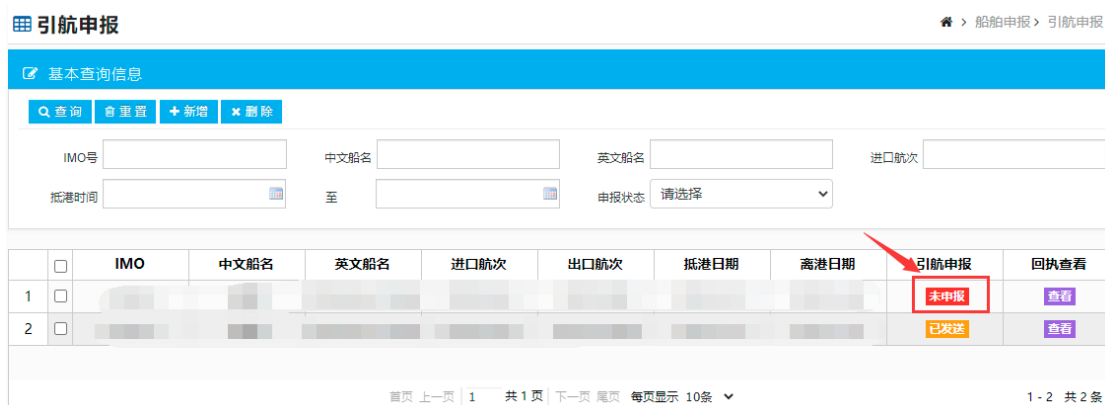 引航申报
> 船舶申报 > 引航申报
基本查询信息
查询 重置 新增 删除
IMO号 中文船名 英文船名 进口航次
抵港时间 至 申报状态 请选择
IMO 中文船名 英文船名 进口航次 出口航次 抵港日期 离港日期 引航申报 回执查看
1 未申报 查看
2 已发送 查看
首页 上一页 1 共1页 下一页 尾页 每页显示 10条 1 - 2 共2条